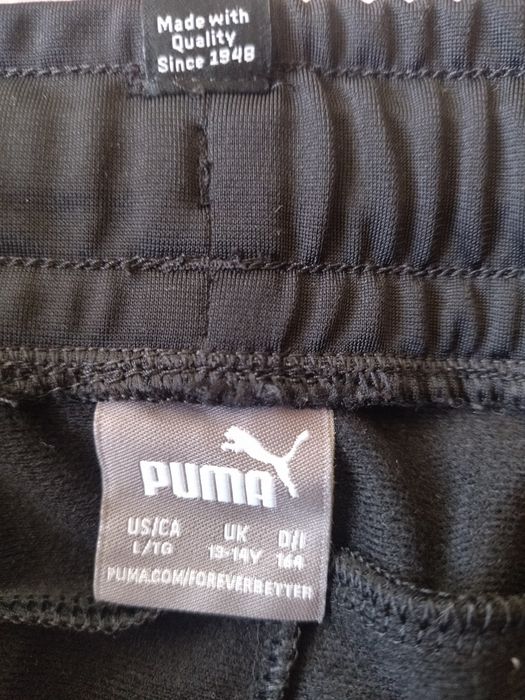 Made with
Quality
Since 1948
PUMA
US/CA UK D/I
L/TG 13-14Y 164
PUMA.COM/FOREVERBETTER